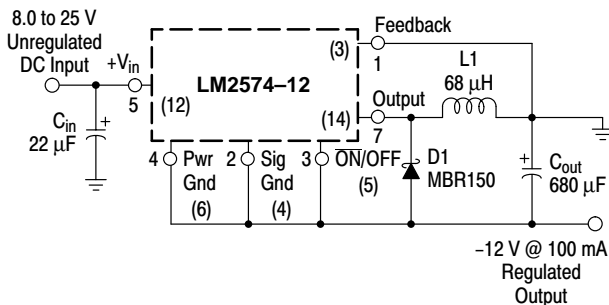 8.0 to 25 V
Unregulated
DC Input
+Vin
5
(12)
Cin
22 μF
+
LM2574–12
(3)
Feedback
1
L1
68 μH
(14)
Output
7
4
Pwr
Gnd
(6)
2
Sig
Gnd
(4)
3
ON/OFF
(5)
D1
MBR150
+
Cout
680 μF
–12 V @ 100 mA
Regulated
Output